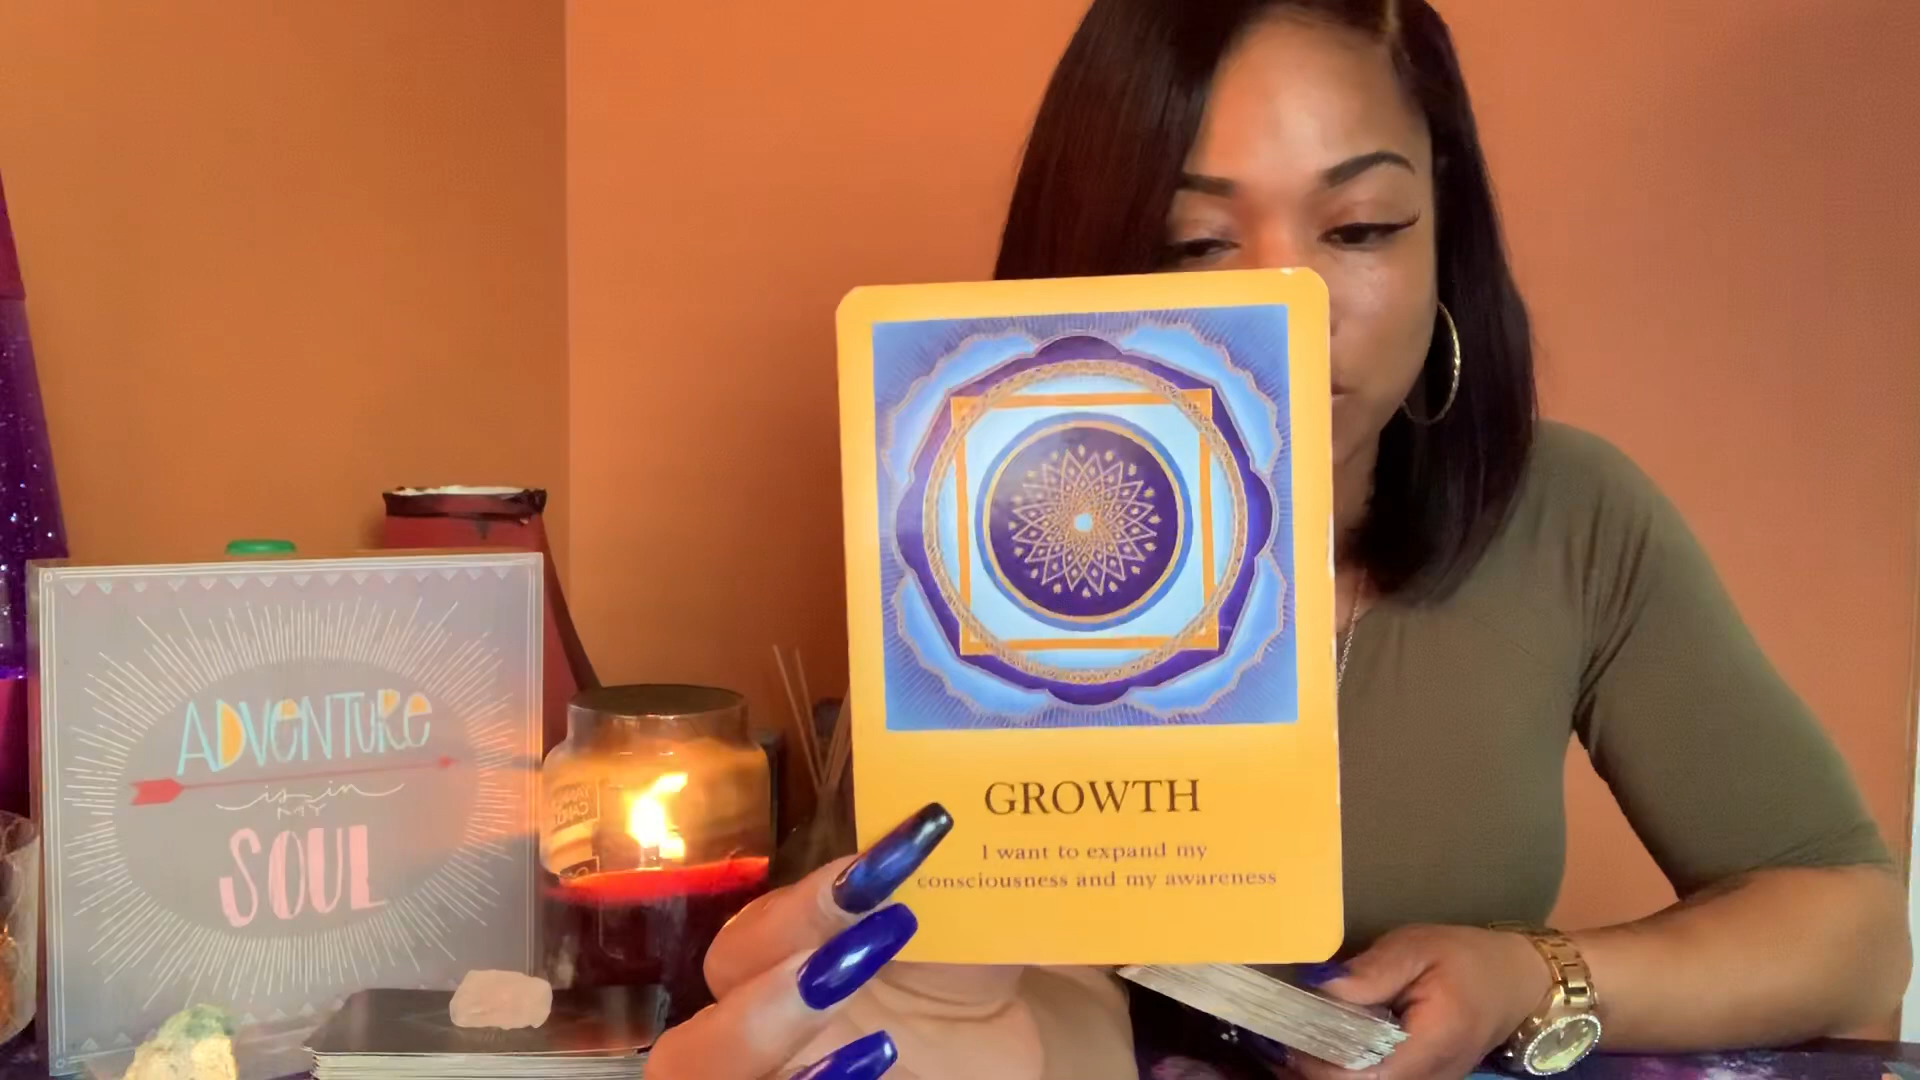 ADVENTURE
is in
MY
SOUL
GROWTH
I want to expand my
consciousness and my awareness